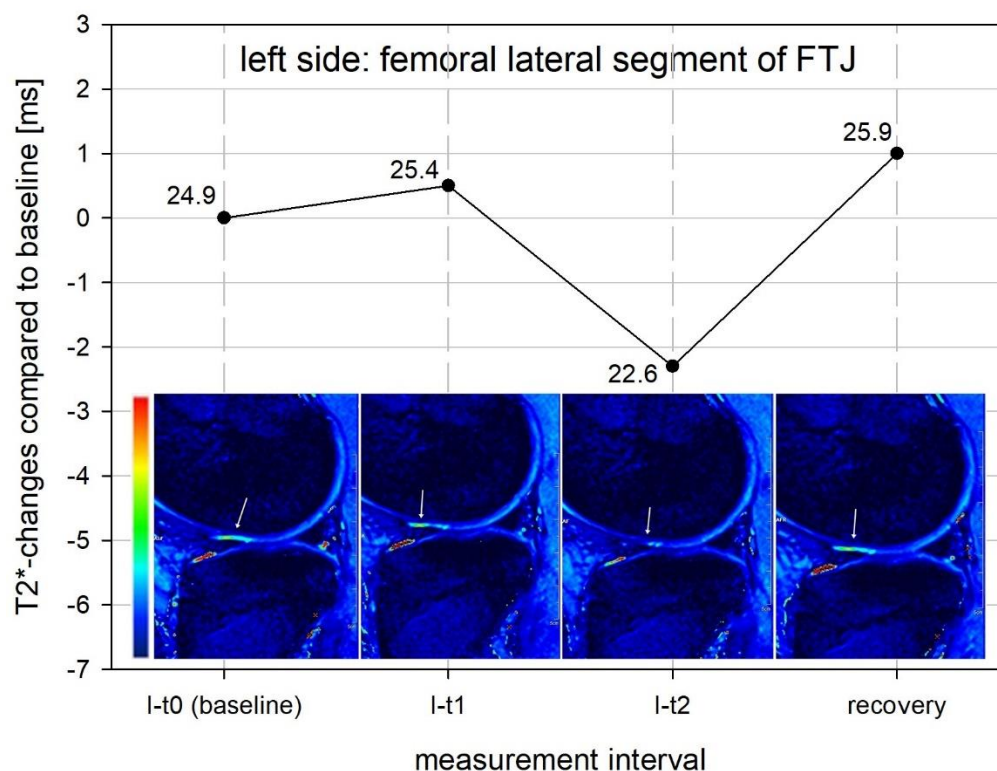 left side: femoral lateral segment of FTJ
T2*-changes compared to baseline [ms]
3
2
1
0
-1
-2
-3
-4
-5
-6
-7
24.9
25.4
22.6
25.9
l-t0 (baseline)
l-t1
l-t2
recovery
measurement interval